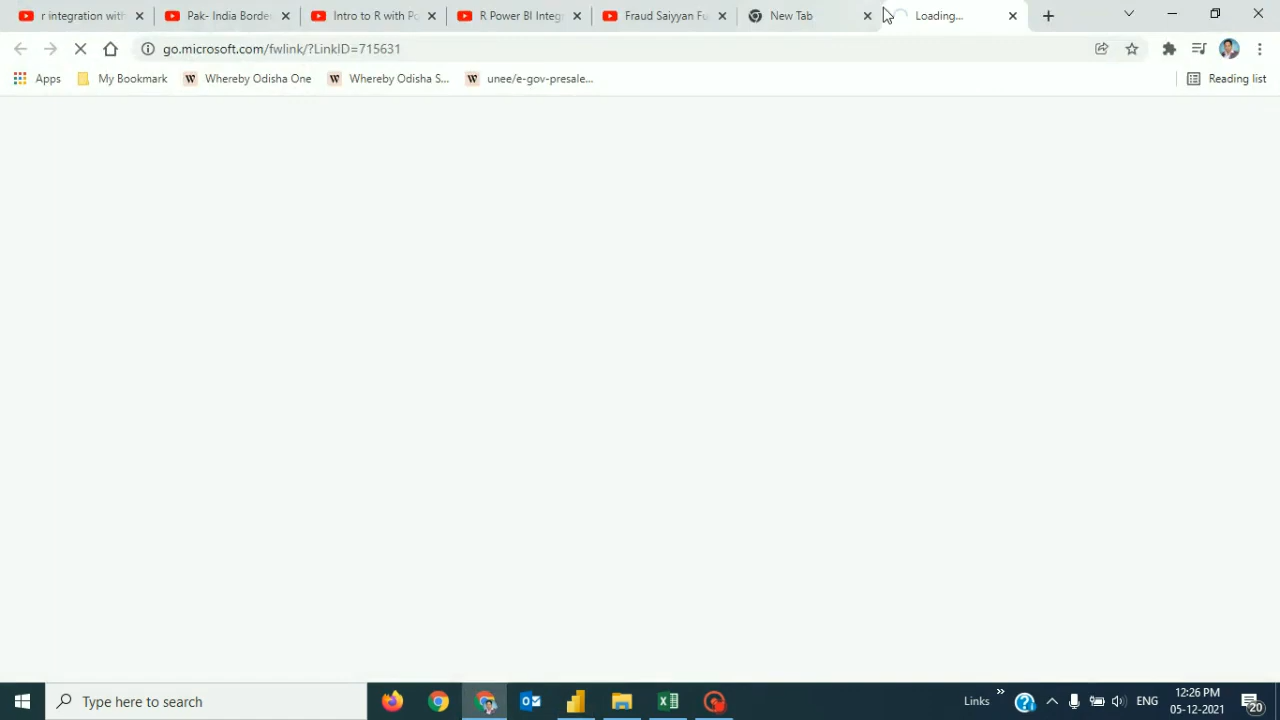 r integration with
Pak- India Borde
Intro to R with Po
R Power BI Integ
Fraud Saiyyan Fu
New Tab
Loading...
go.microsoft.com/fwlink/?LinkID=715631
Apps
My Bookmark
Whereby Odisha One
Whereby Odisha S...
unee/e-gov-presale...
Reading list
Type here to search
Links
ENG
12:26 PM
05-12-2021
20